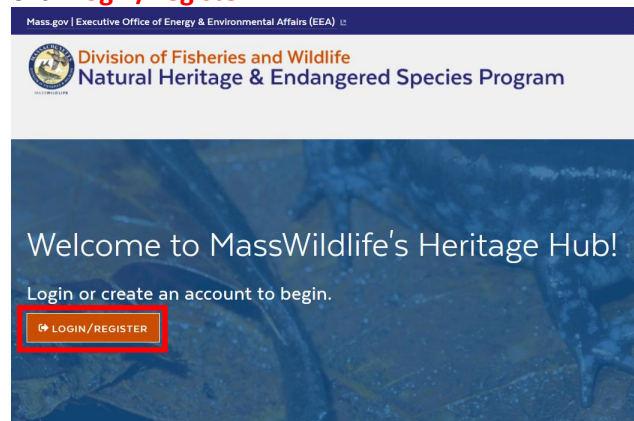 Mass.gov | Executive Office of Energy & Environmental Affairs (EEA)
Division of Fisheries and Wildlife
Natural Heritage & Endangered Species Program
MASSWILDLIFE
Welcome to MassWildlife's Heritage Hub!
Login or create an account to begin.
LOGIN/REGISTER